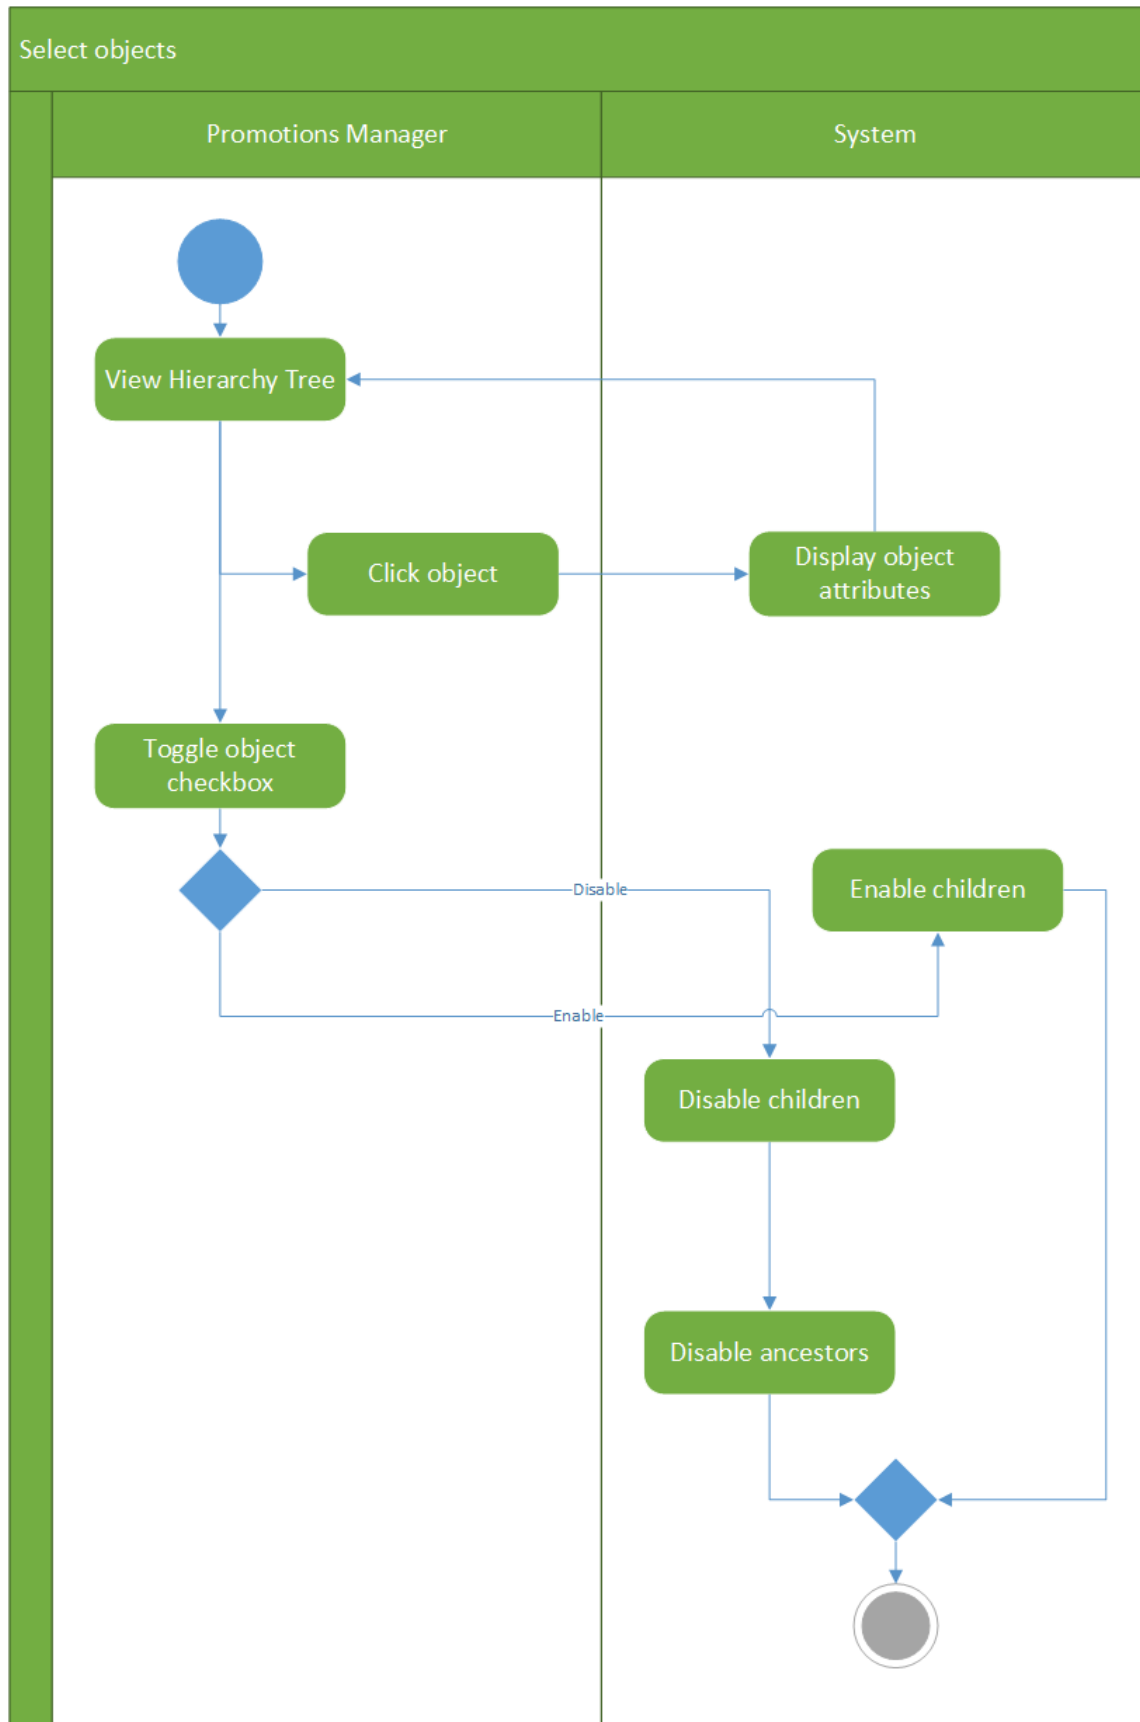 Select objects
Promotions Manager
System
View Hierarchy Tree
Click object
Display object
attributes
Toggle object
checkbox
Disable
Enable children
Enable
Disable children
Disable ancestors